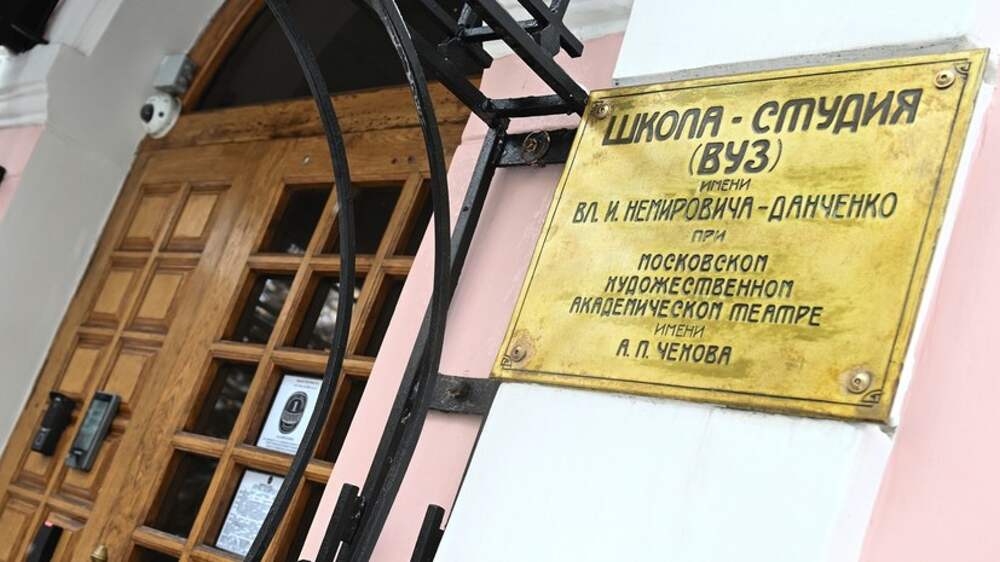 ШКОЛА - СТУДИЯ
(ВУЗ)
ИМЕНИ
ВЛ. И. НЕМИРОВИЧА-ДАНЧЕНКО
ПРИ
МОСКОВСКОМ
ХУДОЖЕСТВЕННОМ
АКАДЕМИЧЕСКОМ ТЕАТРЕ
ИМЕНИ
А. П. ЧЕХОВА